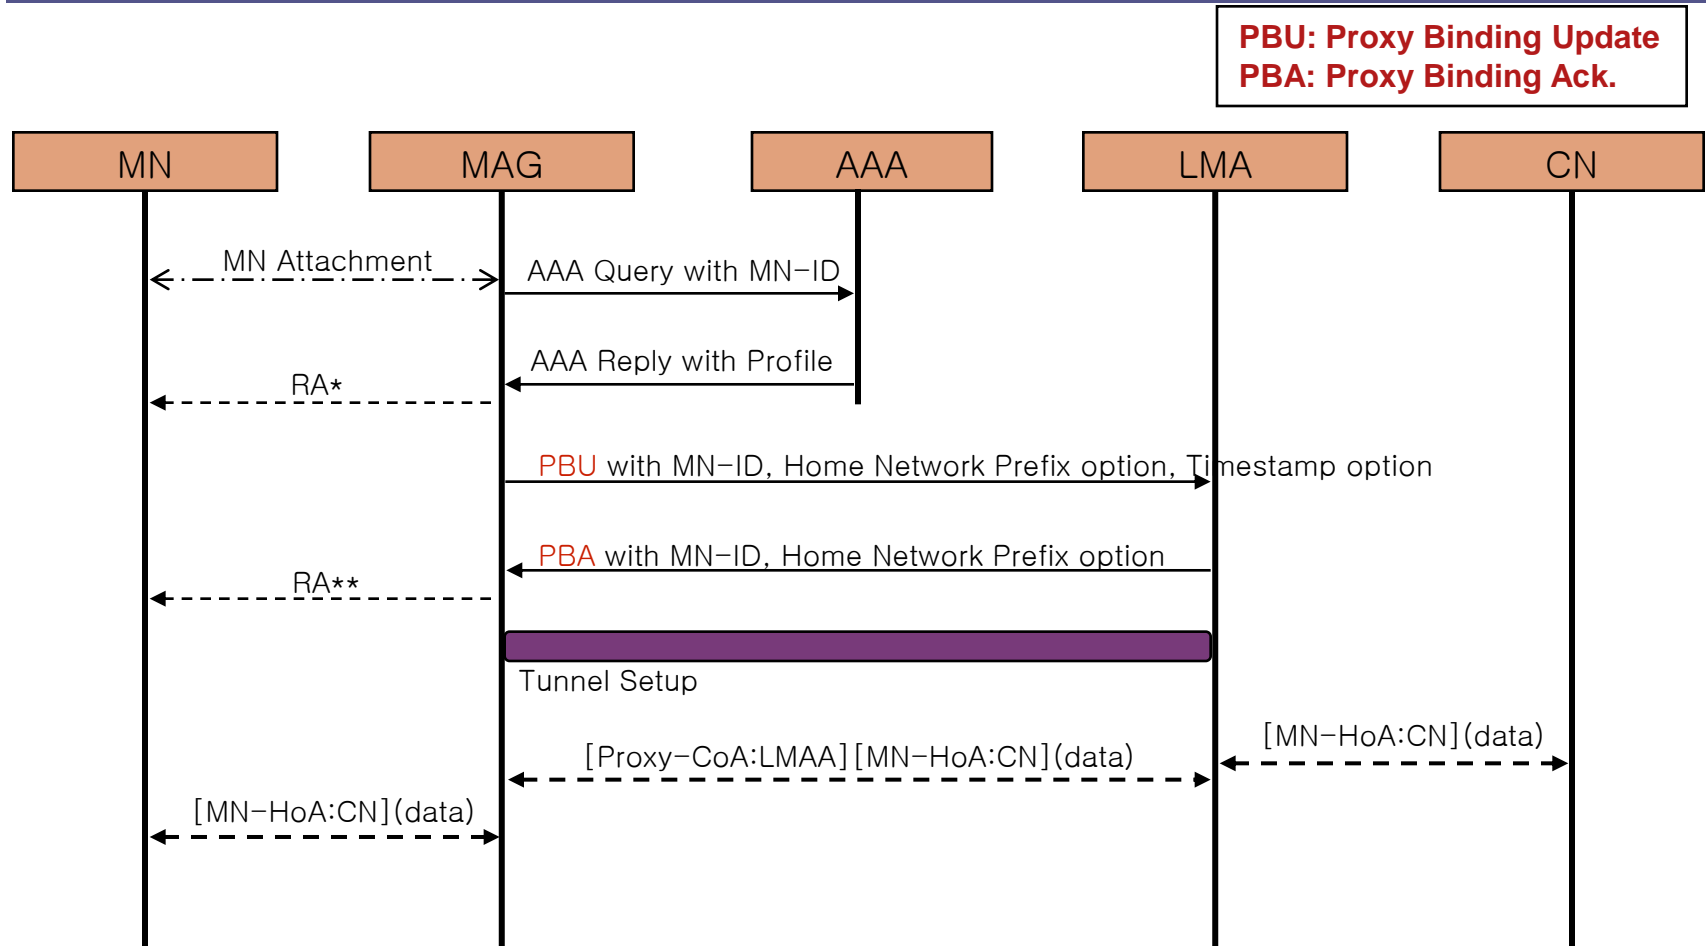 PBU: Proxy Binding Update
PBA: Proxy Binding Ack.
MN
MAG
AAA
LMA
CN
MN Attachment
AAA Query with MN-ID
AAA Reply with Profile
RA*
PBU with MN-ID, Home Network Prefix option, Timestamp option
PBA with MN-ID, Home Network Prefix option
RA**
Tunnel Setup
[MN-HoA:CN](data)
[Proxy-CoA:LMAA][MN-HoA:CN](data)
[MN-HoA:CN](data)